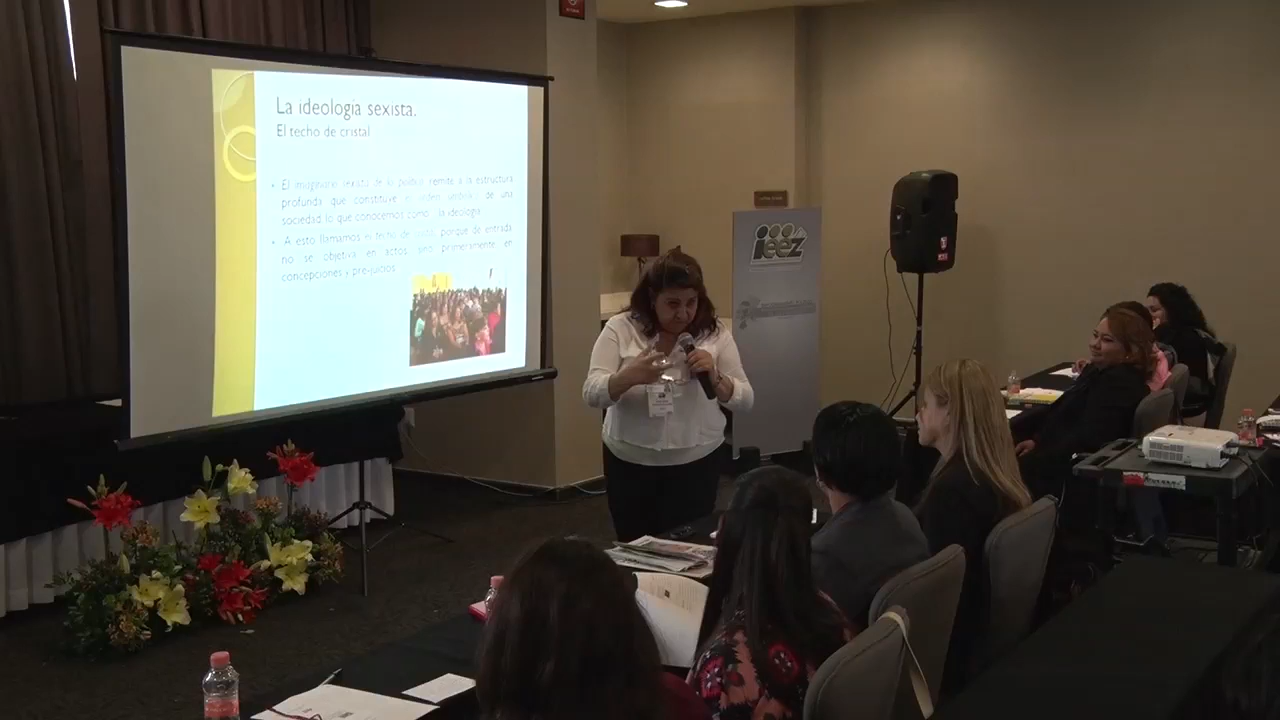 La ideología sexista.
El techo de cristal
• El imaginario sexista de lo político remite a la estructura
profunda que constituye el orden simbólico de una
sociedad lo que conocemos como la ideología.
• A esto llamamos el techo de cristal porque de entrada
no se objetiva en actos sino primeramente en
concepciones y pre-juicios
ieez